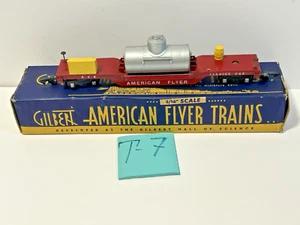 AMERICAN FLYER
3/16" SCALE
GILBERT AMERICAN FLYER TRAINS..
DEVELOPED AT THE GILBERT HALL OF SCIENCE
T-7